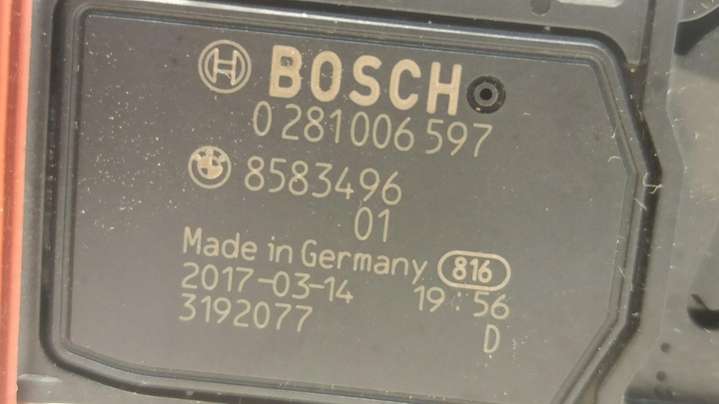 BOSCH
0 281 006 597
8583496
01
Made in Germany 816
2017-03-14 19:56
3192077 D